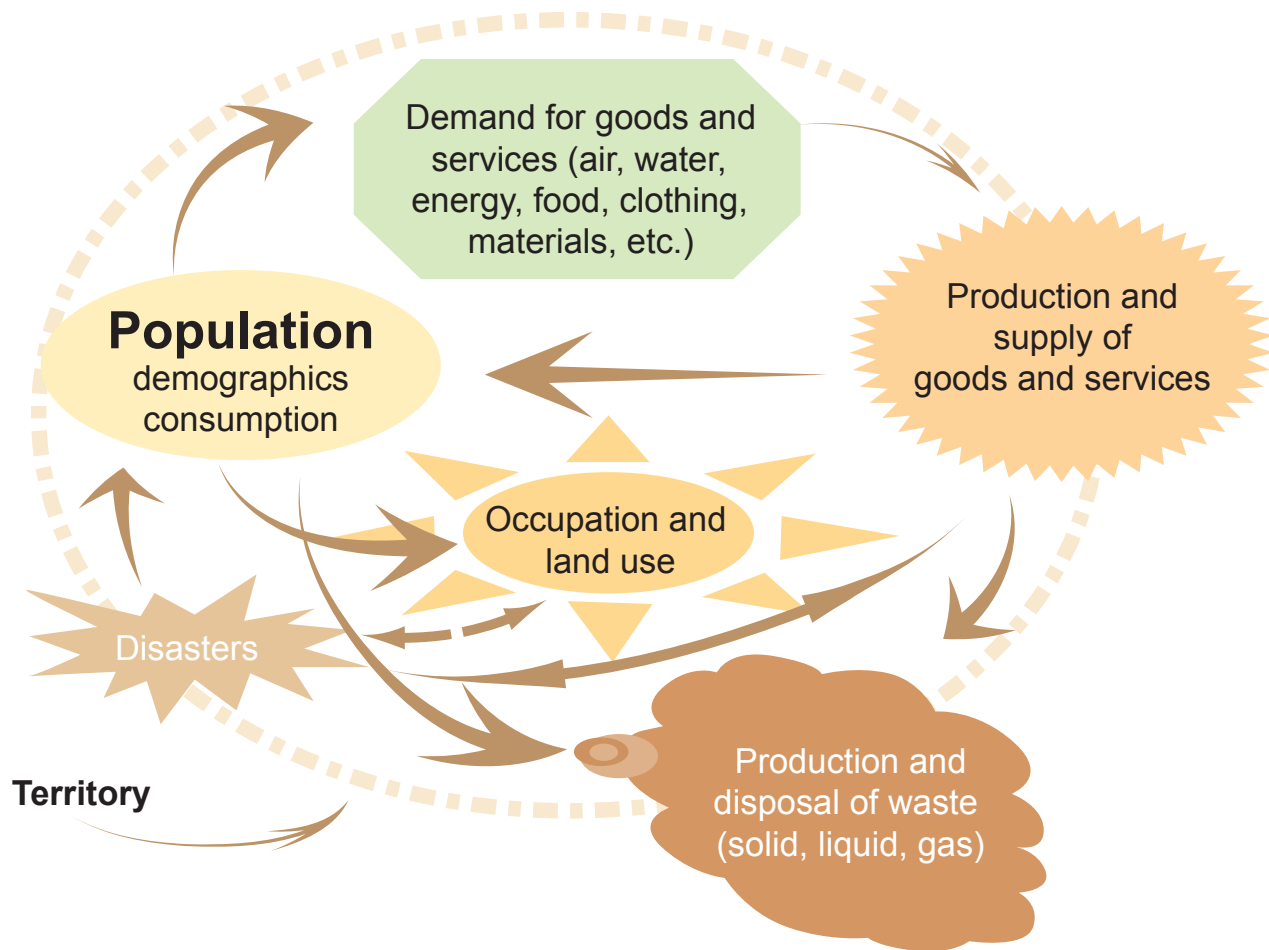 Demand for goods and
services (air, water,
energy, food, clothing,
materials, etc.)
Population
demographics
consumption
Production and
supply of
goods and services
Occupation and
land use
Disasters
Territory
Production and
disposal of waste
(solid, liquid, gas)